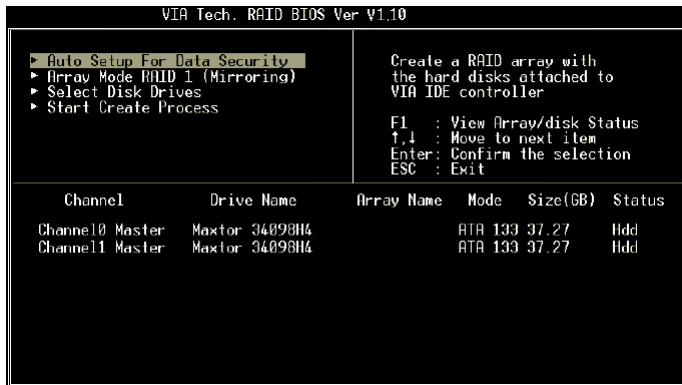 VIA Tech. RAID BIOS Ver V1.10
► Auto Setup For Data Security
► Array Mode RAID 1 (Mirroring)
► Select Disk Drives
► Start Create Process
Create a RAID array with
the hard disks attached to
VIA IDE controller
F1 : View Array/disk Status
↑,↓ : Move to next item
Enter: Confirm the selection
ESC : Exit
Channel Drive Name Array Name Mode Size(GB) Status
Channel0 Master Maxtor 34098H4 ATA 133 37.27 Hdd
Channel1 Master Maxtor 34098H4 ATA 133 37.27 Hdd